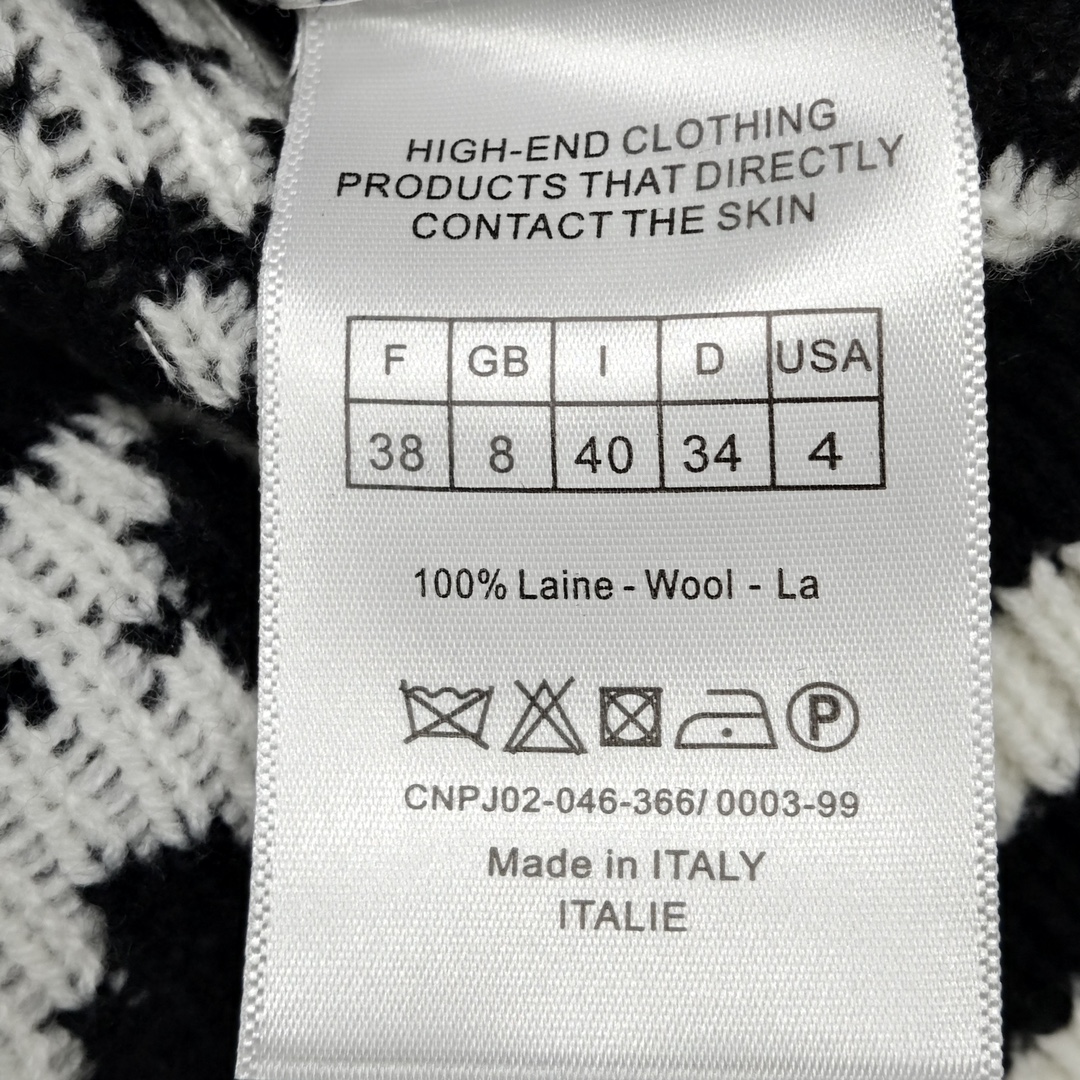 HIGH-END CLOTHING
PRODUCTS THAT DIRECTLY
CONTACT THE SKIN
F GB I D USA
38 8 40 34 4
100% Laine - Wool - La
P
CNPJ02-046-366/ 0003-99
Made in ITALY
ITALIE